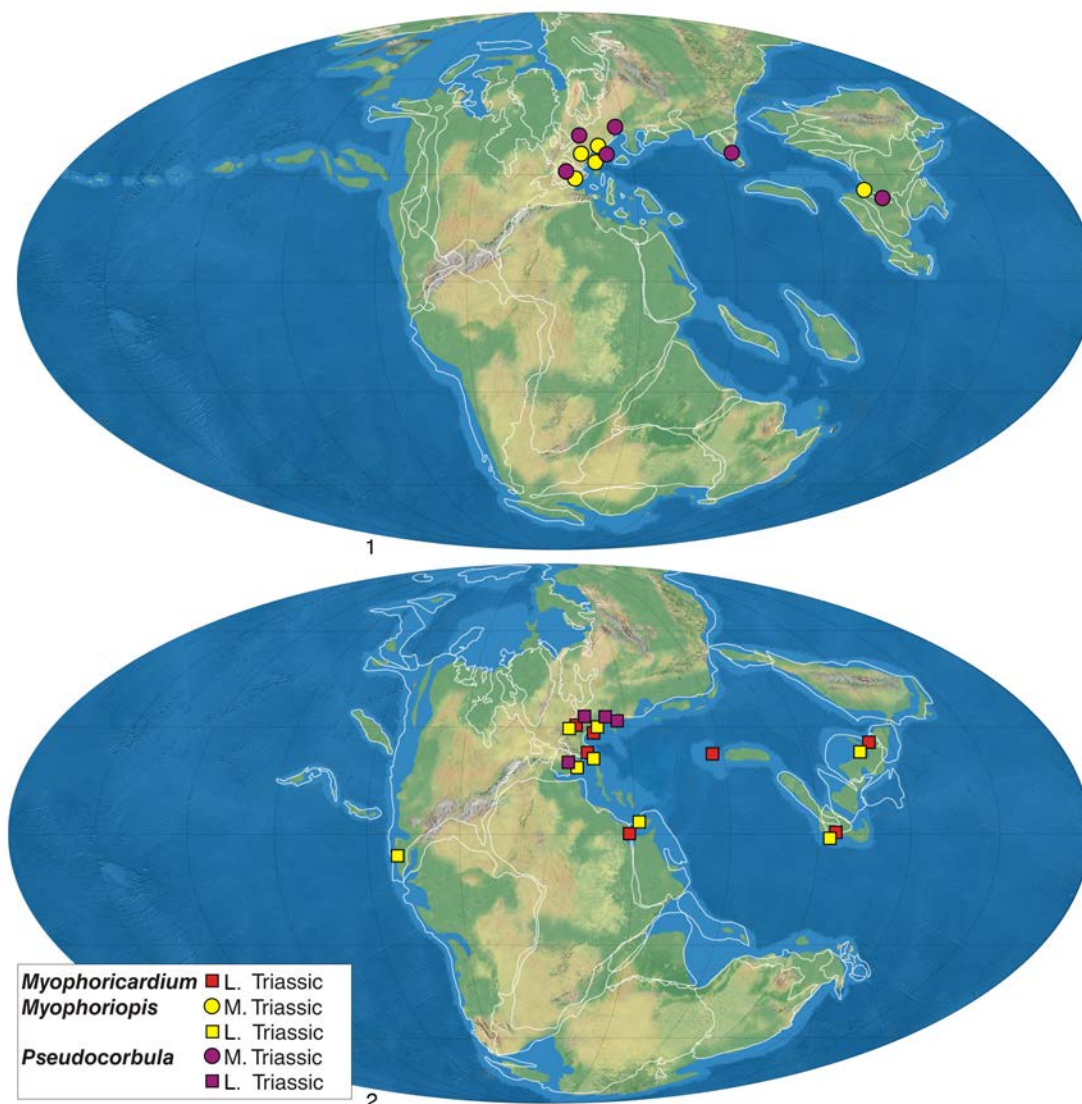 1
Myophoricardium L. Triassic
Myophoriopis M. Triassic
L. Triassic
Pseudocorbula M. Triassic
L. Triassic
2